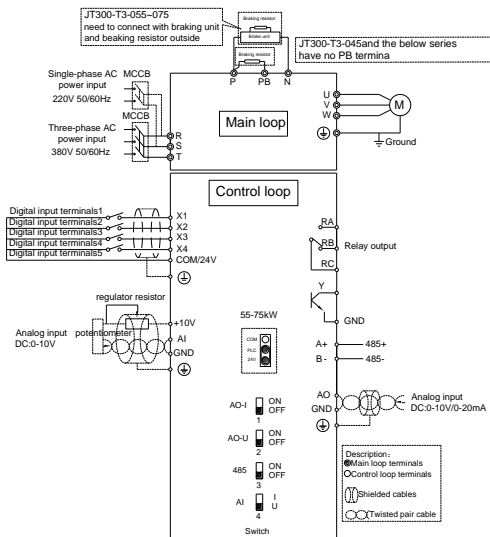 JT300-T3-055~075
need to connect with braking unit
and beaking resistor outside
Braking resistor
Brake unit
Braking resistor
JT300-T3-045and the below series
have no PB termina
P
PB
N
Single-phase AC
power input
220V 50/60Hz
MCCB
MCCB
Three-phase AC
power input
380V 50/60Hz
R
S
T
Main loop
U
V
W
M
Ground
Control loop
Digital input terminals1
Digital input terminals2
Digital input terminals3
Digital input terminals4
Digital input terminals5
X1
X2
X3
X4
COM/24V
RA
RB
RC
Relay output
Y
GND
regulator resistor
Analog input
DC:0-10V
potentiometer
+10V
AI
GND
55-75kW
COM
PLC
24V
A+
485+
B-
485-
AO
GND
Analog input
DC:0-10V/0-20mA
AO-I
ON
OFF
1
AO-U
ON
OFF
2
485
ON
OFF
3
AI
I
U
4
Switch
Description:
Main loop terminals
Control loop terminals
Shielded cables
Twisted pair cable